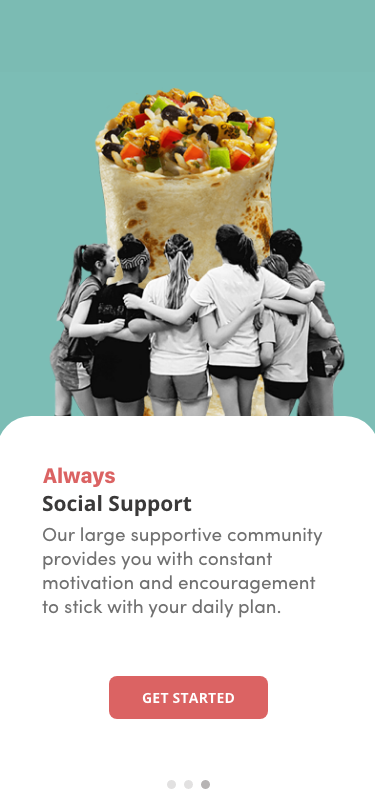 Always
Social Support
Our large supportive community
provides you with constant
motivation and encouragement
to stick with your daily plan.
GET STARTED